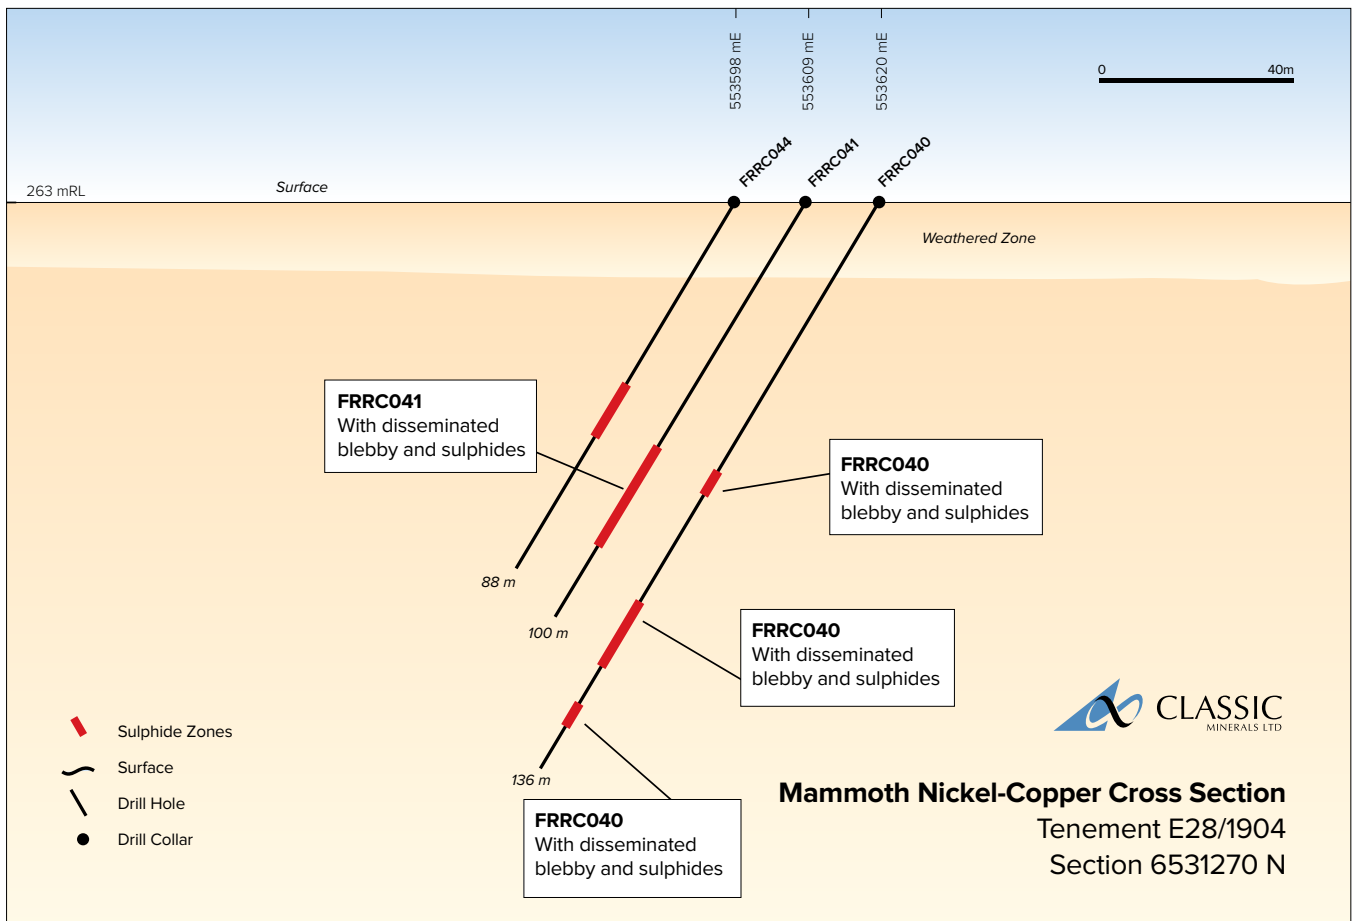 553598 mE
553609 mE
553620 mE
0 40m
FRRC044
FRRC041
FRRC040
263 mRL
Surface
Weathered Zone
FRRC041
With disseminated
blebby and sulphides
FRRC040
With disseminated
blebby and sulphides
88 m
100 m
FRRC040
With disseminated
blebby and sulphides
136 m
FRRC040
With disseminated
blebby and sulphides
Sulphide Zones
Surface
Drill Hole
Drill Collar
CLASSIC
MINERALS LTD
Mammoth Nickel-Copper Cross Section
Tenement E28/1904
Section 6531270 N